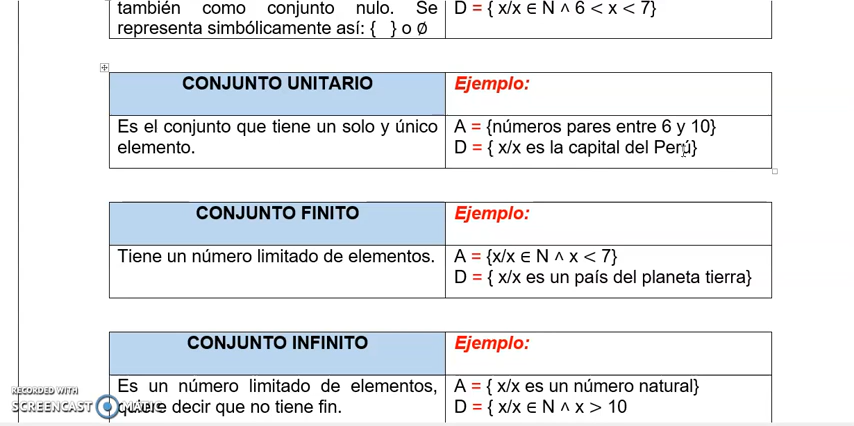 también como conjunto nulo. Se
representa simbólicamente así: { } o ∅
D = { x/x ∈ N ∧ 6 < x < 7}
CONJUNTO UNITARIO
Ejemplo:
Es el conjunto que tiene un solo y único
elemento.
A = {números pares entre 6 y 10}
D = { x/x es la capital del Perú}
CONJUNTO FINITO
Ejemplo:
Tiene un número limitado de elementos.
A = {x/x ∈ N ∧ x < 7}
D = { x/x es un país del planeta tierra}
CONJUNTO INFINITO
Ejemplo:
Es un número limitado de elementos,
quiere decir que no tiene fin.
A = { x/x es un número natural}
D = { x/x ∈ N ∧ x > 10
RECORDED WITH
SCREENCAST MATIC